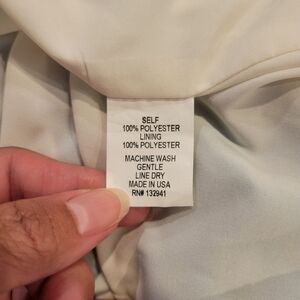 SELF
100% POLYESTER
LINING
100% POLYESTER
MACHINE WASH
GENTLE
LINE DRY
MADE IN USA
RN# 132941